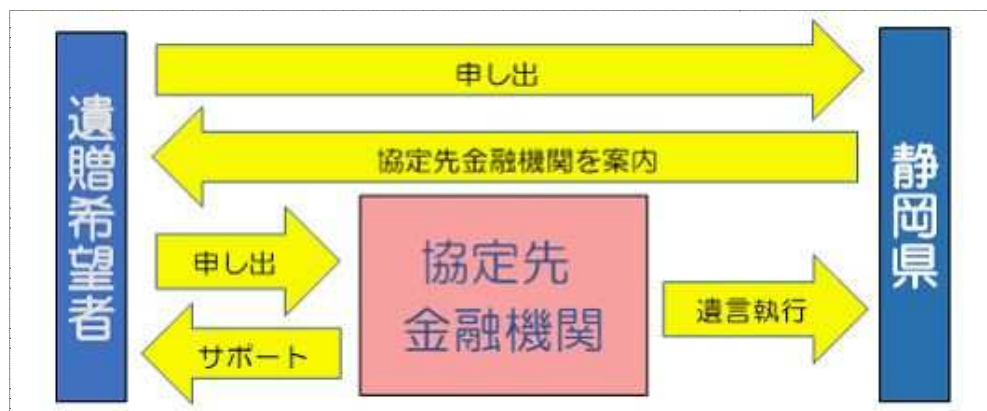 遺贈希望者
申し出
静岡県
協定先金融機関を案内
申し出
協定先
金融機関
遺言執行
サポート